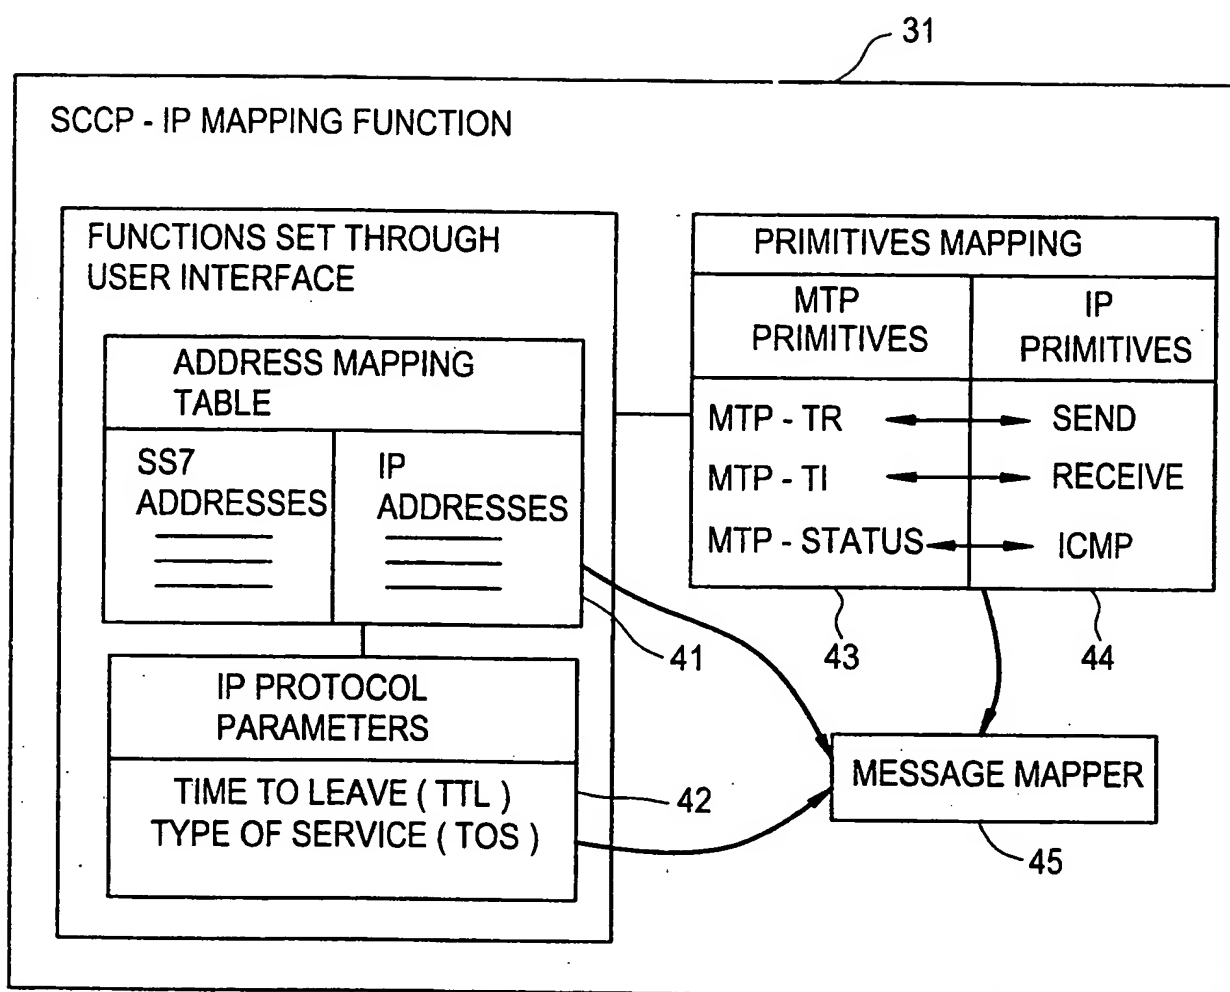 31
SCCP - IP MAPPING FUNCTION
FUNCTIONS SET THROUGH
USER INTERFACE
ADDRESS MAPPING
TABLE
SS7
ADDRESSES
IP
ADDRESSES
41
IP PROTOCOL
PARAMETERS
TIME TO LEAVE ( TTL )
TYPE OF SERVICE ( TOS )
42
PRIMITIVES MAPPING
MTP
PRIMITIVES
IP
PRIMITIVES
MTP - TR SEND
MTP - TI RECEIVE
MTP - STATUS ICMP
43
44
MESSAGE MAPPER
45